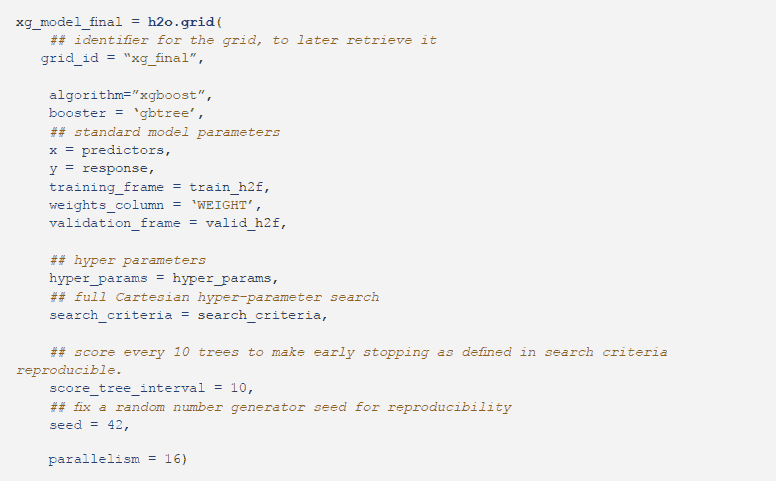 xg_model_final = h2o.grid(
## identifier for the grid, to later retrieve it
grid_id = “xg_final”,
algorithm=”xgboost”,
booster = ‘gbtree’,
## standard model parameters
x = predictors,
y = response,
training_frame = train_h2f,
weights_column = ‘WEIGHT’,
validation_frame = valid_h2f,
## hyper parameters
hyper_params = hyper_params,
## full Cartesian hyper-parameter search
search_criteria = search_criteria,
## score every 10 trees to make early stopping as defined in search criteria
reproducible.
score_tree_interval = 10,
## fix a random number generator seed for reproducibility
seed = 42,
parallelism = 16)